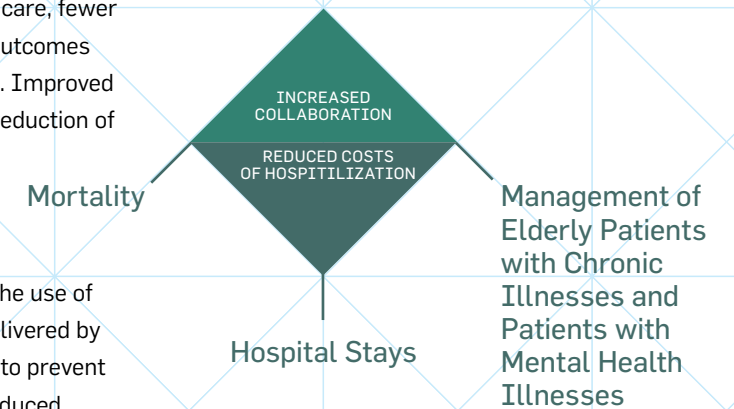 care, fewer
utcomes
. Improved
eduction of
INCREASED
COLLABORATION
REDUCED COSTS
OF HOSPITILIZATION
Mortality
Management of
Elderly Patients
with Chronic
Illnesses and
Patients with
Mental Health
Illnesses
Hospital Stays
he use of
livered by
to prevent
duced